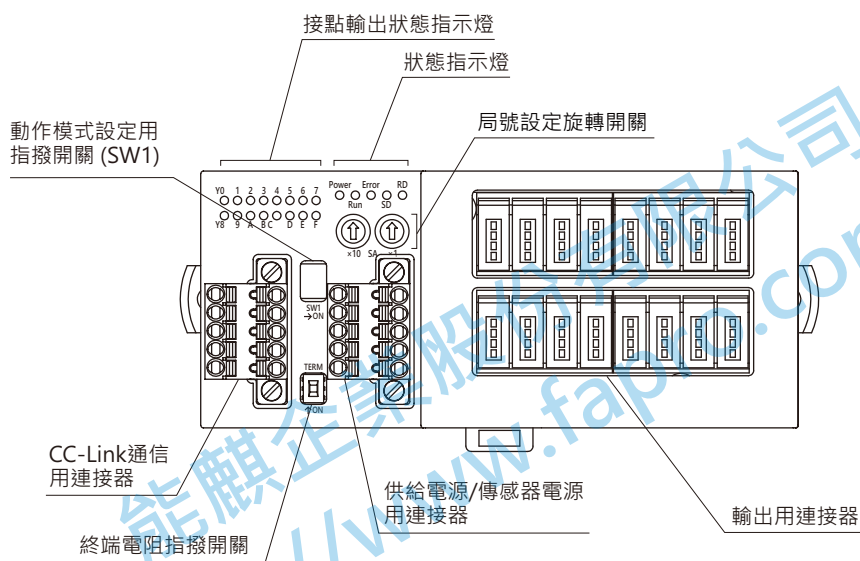 接點輸出狀態指示燈
狀態指示燈
局號設定旋轉開關
動作模式設定用
指撥開關 (SW1)
Y0 1 2 3 4 5 6 7
Y8 9 A B C D E F
Power Error RD
Run SD
×10 SA ×1
SW1
→ON
TERM
↑ON
CC-Link通信
用連接器
供給電源/傳感器電源
用連接器
輸出用連接器
終端電阻指撥開關
能麒企業股份有限公司
//www.fapro.com